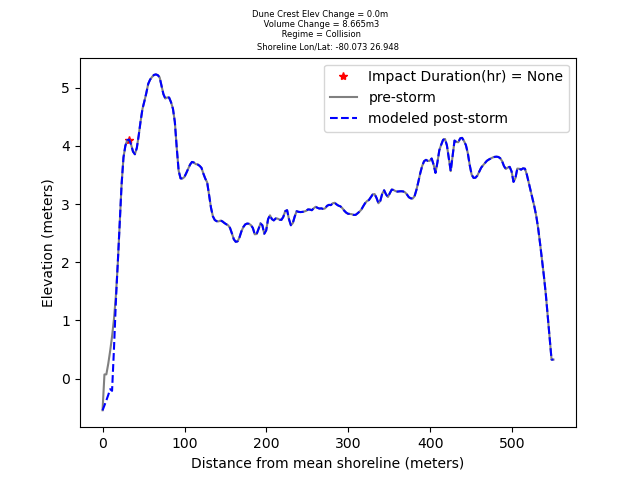 Dune Crest Elev Change = 0.0m
Volume Change = 8.665m3
Regime = Collision
Shoreline Lon/Lat: -80.073 26.948
Impact Duration(hr) = None
pre-storm
modeled post-storm
5
4
3
2
1
0
Elevation (meters)
0 100 200 300 400 500
Distance from mean shoreline (meters)